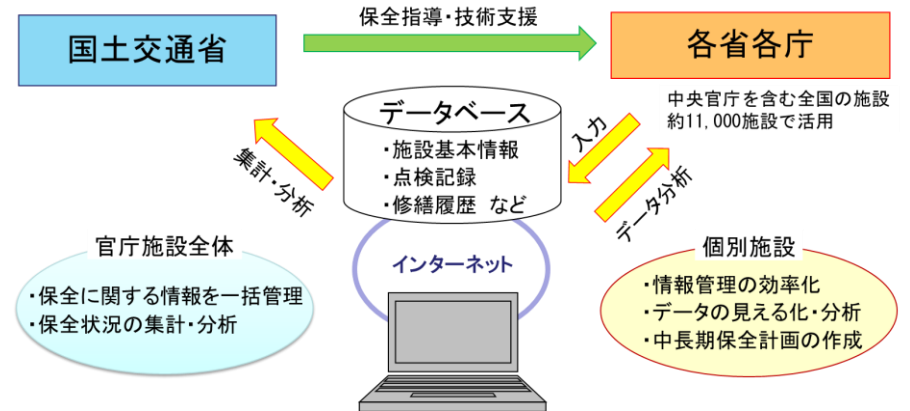 保全指導・技術支援
国土交通省
各省各庁
中央官庁を含む全国の施設
約11,000施設で活用
データベース
・施設基本情報
・点検記録
・修繕履歴 など
集計・分析
入力
データ分析
インターネット
官庁施設全体
・保全に関する情報を一括管理
・保全状況の集計・分析
個別施設
・情報管理の効率化
・データの見える化・分析
・中長期保全計画の作成